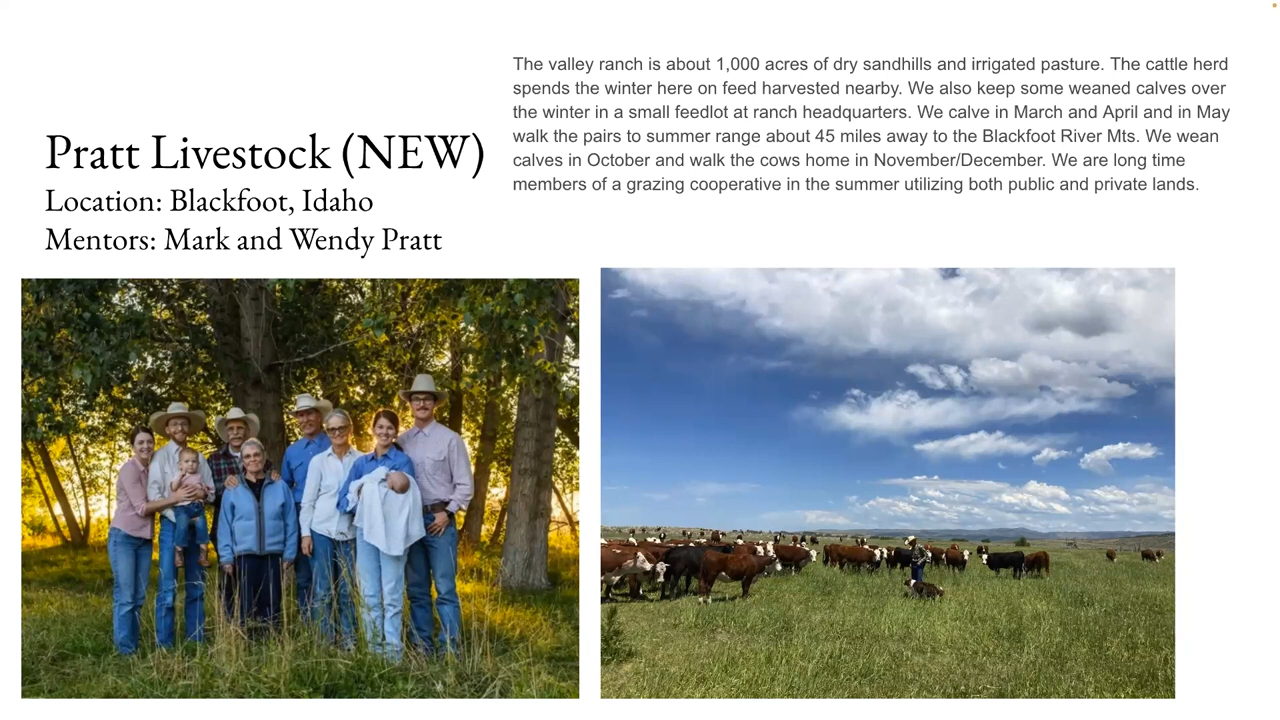 Pratt Livestock (NEW)
Location: Blackfoot, Idaho
Mentors: Mark and Wendy Pratt
The valley ranch is about 1,000 acres of dry sandhills and irrigated pasture. The cattle herd
spends the winter here on feed harvested nearby. We also keep some weaned calves over
the winter in a small feedlot at ranch headquarters. We calve in March and April and in May
walk the pairs to summer range about 45 miles away to the Blackfoot River Mts. We wean
calves in October and walk the cows home in November/December. We are long time
members of a grazing cooperative in the summer utilizing both public and private lands.